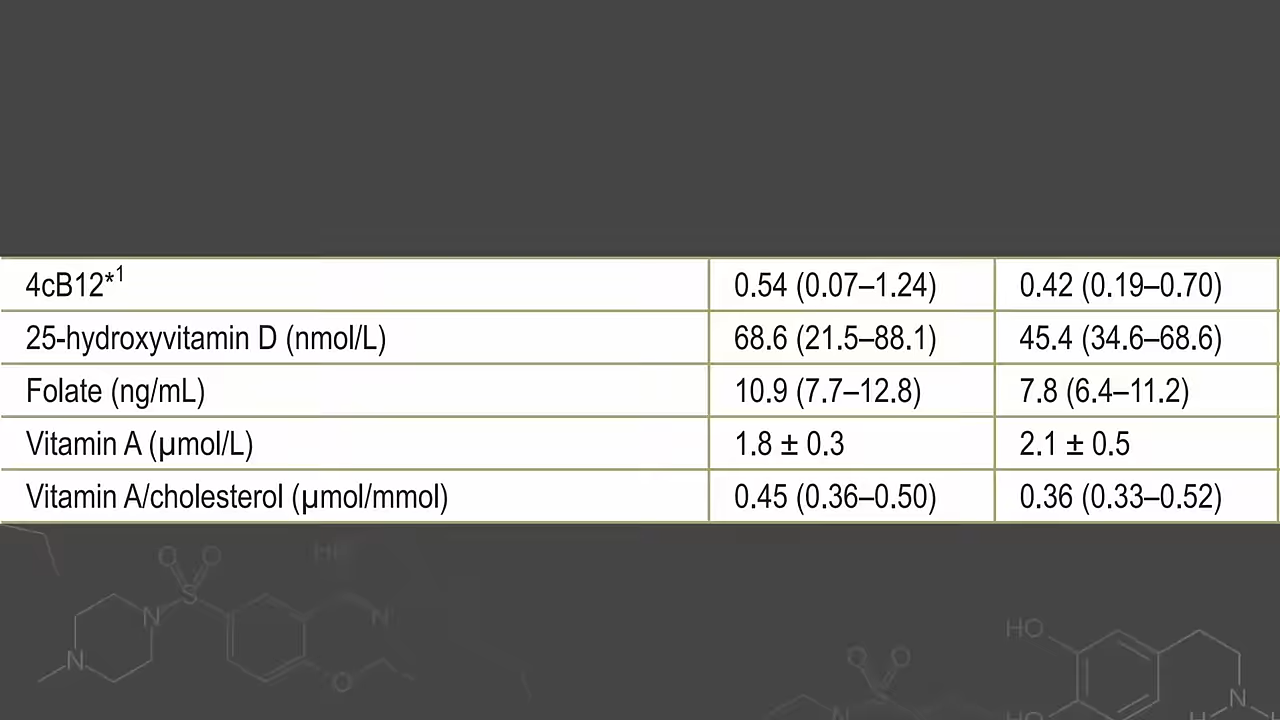 4cB12*1 0.54 (0.07–1.24) 0.42 (0.19–0.70)
25-hydroxyvitamin D (nmol/L) 68.6 (21.5–88.1) 45.4 (34.6–68.6)
Folate (ng/mL) 10.9 (7.7–12.8) 7.8 (6.4–11.2)
Vitamin A (µmol/L) 1.8 ± 0.3 2.1 ± 0.5
Vitamin A/cholesterol (µmol/mmol) 0.45 (0.36–0.50) 0.36 (0.33–0.52)
O O
S
N
N
O
N
HO
O O
N
HO
N